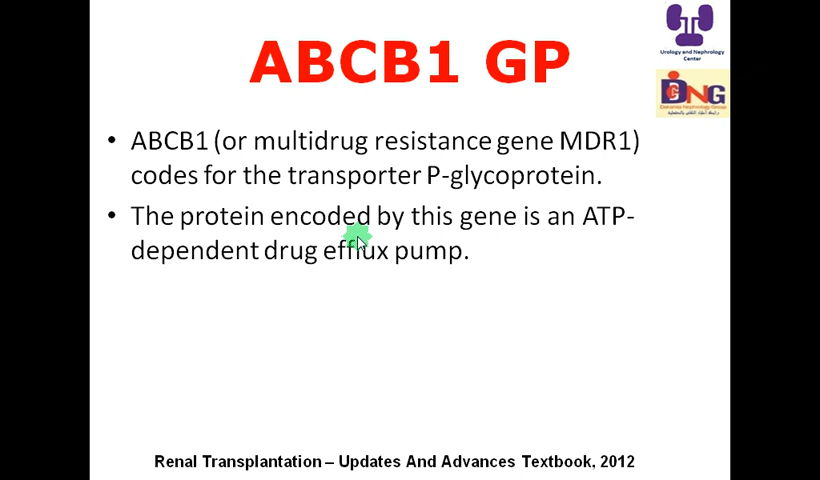 ABCB1 GP
Urology and Nephrology
Center
DNG
• ABCB1 (or multidrug resistance gene MDR1)
codes for the transporter P-glycoprotein.
• The protein encoded by this gene is an ATP-
dependent drug efflux pump.
Renal Transplantation – Updates And Advances Textbook, 2012